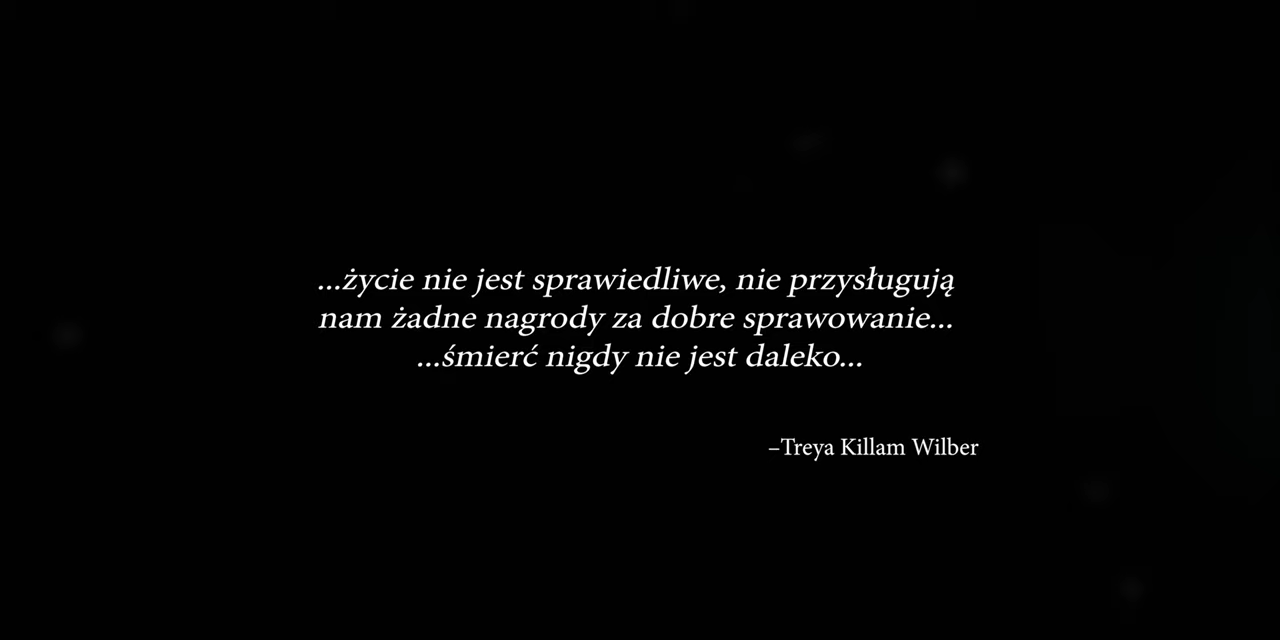 ...życie nie jest sprawiedliwe, nie przysługują
nam żadne nagrody za dobre sprawowanie...
...śmierć nigdy nie jest daleko...
–Treya Killam Wilber